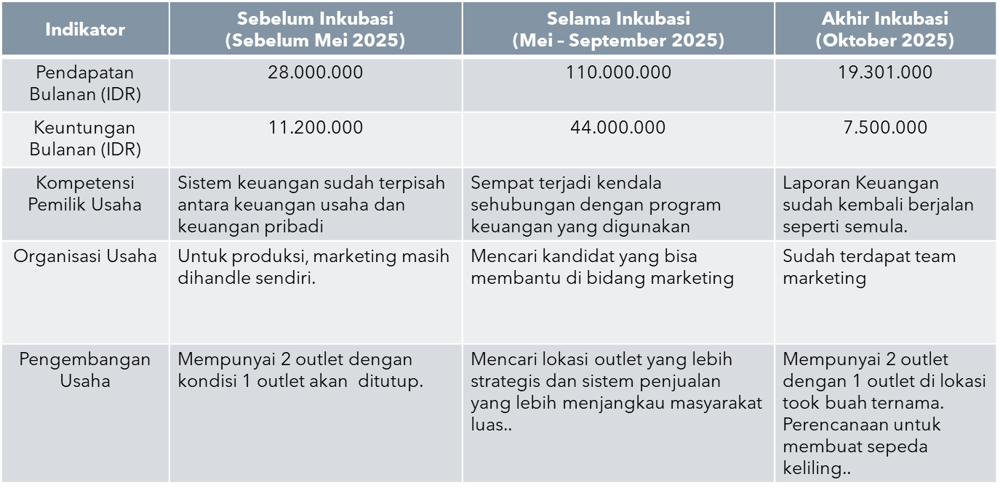 Indikator
Sebelum Inkubasi
(Sebelum Mei 2025)
Selama Inkubasi
(Mei – September 2025)
Akhir Inkubasi
(Oktober 2025)
Pendapatan
Bulanan (IDR)
28.000.000
110.000.000
19.301.000
Keuntungan
Bulanan (IDR)
11.200.000
44.000.000
7.500.000
Kompetensi
Pemilik Usaha
Sistem keuangan sudah terpisah
antara keuangan usaha dan
keuangan pribadi
Sempat terjadi kendala
sehubungan dengan program
keuangan yang digunakan
Laporan Keuangan
sudah kembali berjalan
seperti semula.
Organisasi Usaha
Untuk produksi, marketing masih
dihandle sendiri.
Mencari kandidat yang bisa
membantu di bidang marketing
Sudah terdapat team
marketing
Pengembangan
Usaha
Mempunyai 2 outlet dengan
kondisi 1 outlet akan  ditutup.
Mencari lokasi outlet yang lebih
strategis dan sistem penjualan
yang lebih menjangkau masyarakat
luas..
Mempunyai 2 outlet
dengan 1 outlet di lokasi
took buah ternama.
Perencanaan untuk
membuat sepeda
keliling..